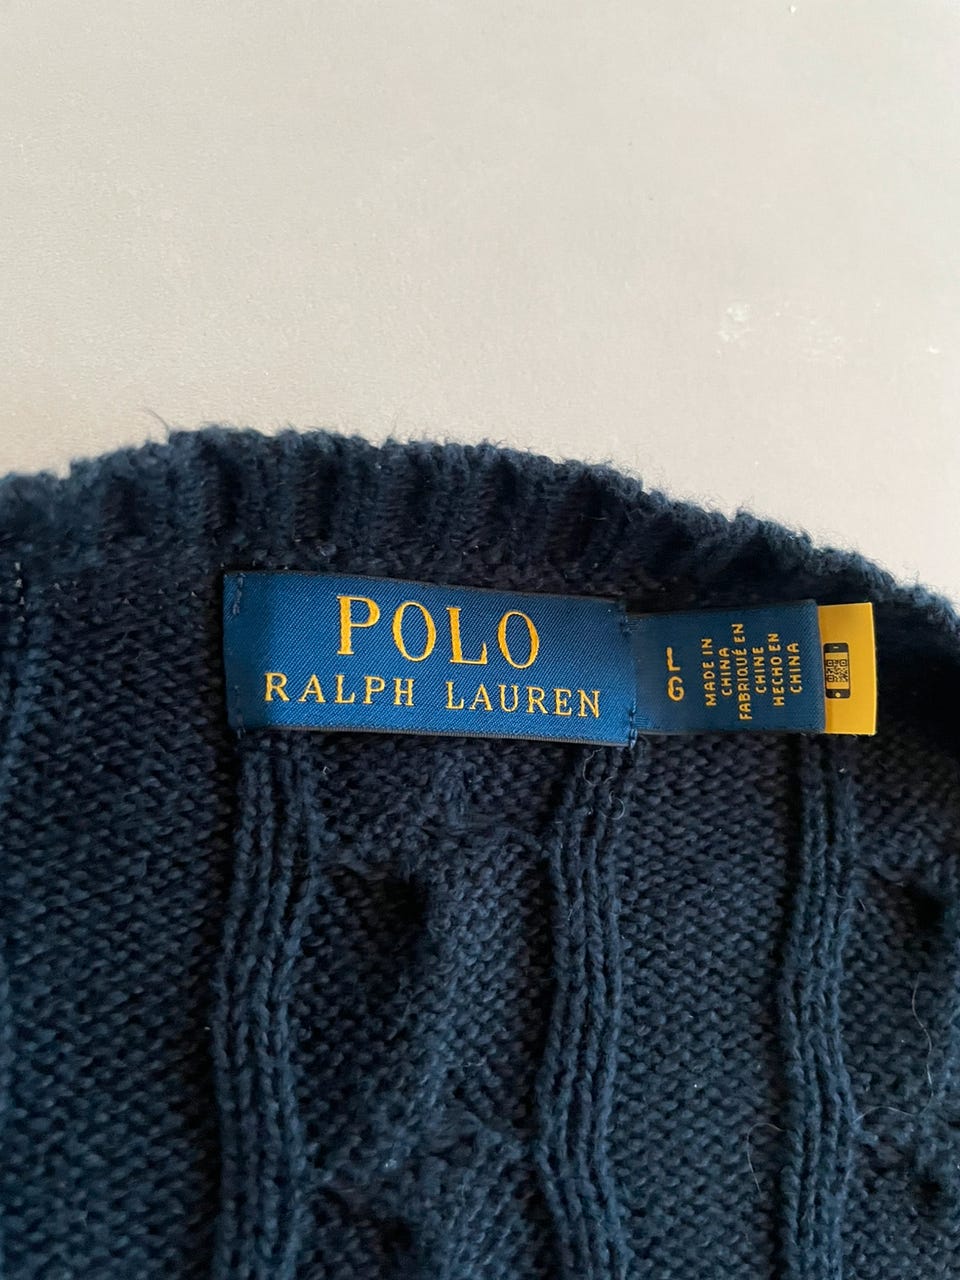 POLO
RALPH LAUREN
L
G
MADE IN
CHINA
FABRIQUÉ EN
CHINE
HECHO EN
CHINA